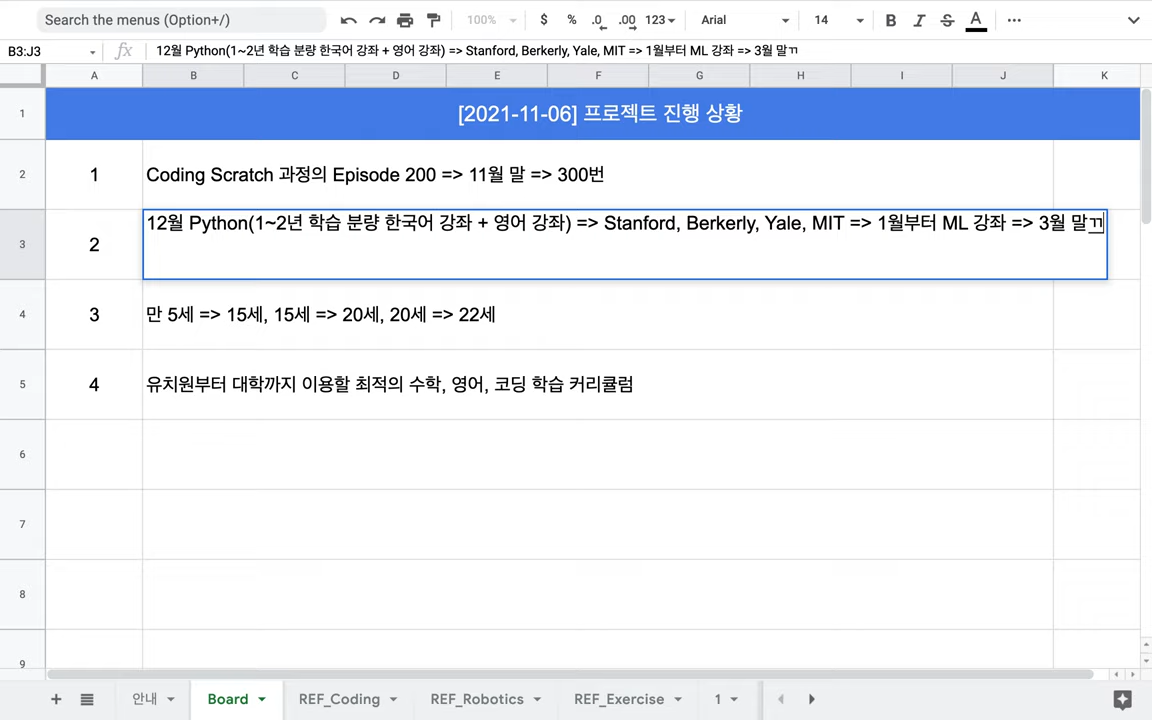 Search the menus (Option+/)
100%
$ % .0 .00 123
Arial
14
B I S A
B3:J3
fx
12월 Python(1~2년 학습 분량 한국어 강좌 + 영어 강좌) => Stanford, Berkerly, Yale, MIT => 1월부터 ML 강좌 => 3월 말ㄲ
A B C D E F G H I J K
1 [2021-11-06] 프로젝트 진행 상황
2 1 Coding Scratch 과정의 Episode 200 => 11월 말 => 300번
3 2 12월 Python(1~2년 학습 분량 한국어 강좌 + 영어 강좌) => Stanford, Berkerly, Yale, MIT => 1월부터 ML 강좌 => 3월 말ㄲ
4 3 만 5세 => 15세, 15세 => 20세, 20세 => 22세
5 4 유치원부터 대학까지 이용할 최적의 수학, 영어, 코딩 학습 커리큘럼
6
7
8
9
안내 Board REF_Coding REF_Robotics REF_Exercise 1